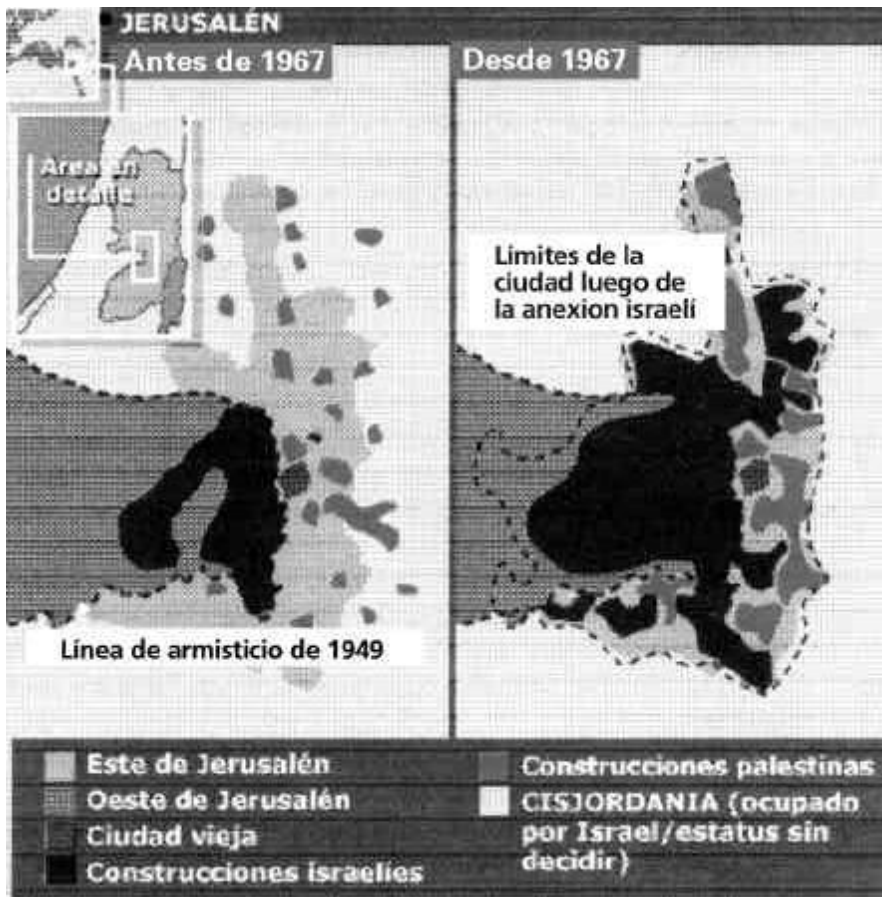 JERUSALÉN
Antes de 1967
Desde 1967
Area en
detalle
Limites de la
ciudad luego de
la anexion israelí
Línea de armisticio de 1949
Este de Jerusalén
Oeste de Jerusalén
Ciudad vieja
Construcciones israelíes
Construcciones palestinas
CISJORDANIA (ocupado
por Israel/estatus sin
decidir)